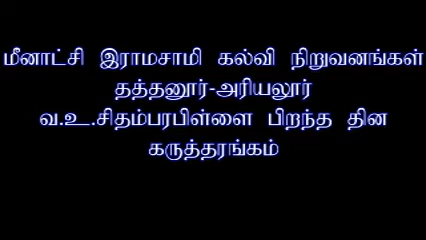 மீனாட்சி இராமசாமி கல்வி நிறுவனங்கள்
தத்தனூர்-அரியலூர்
வ.உ.சிதம்பரபிள்ளை பிறந்த தின
கருத்தரங்கம்